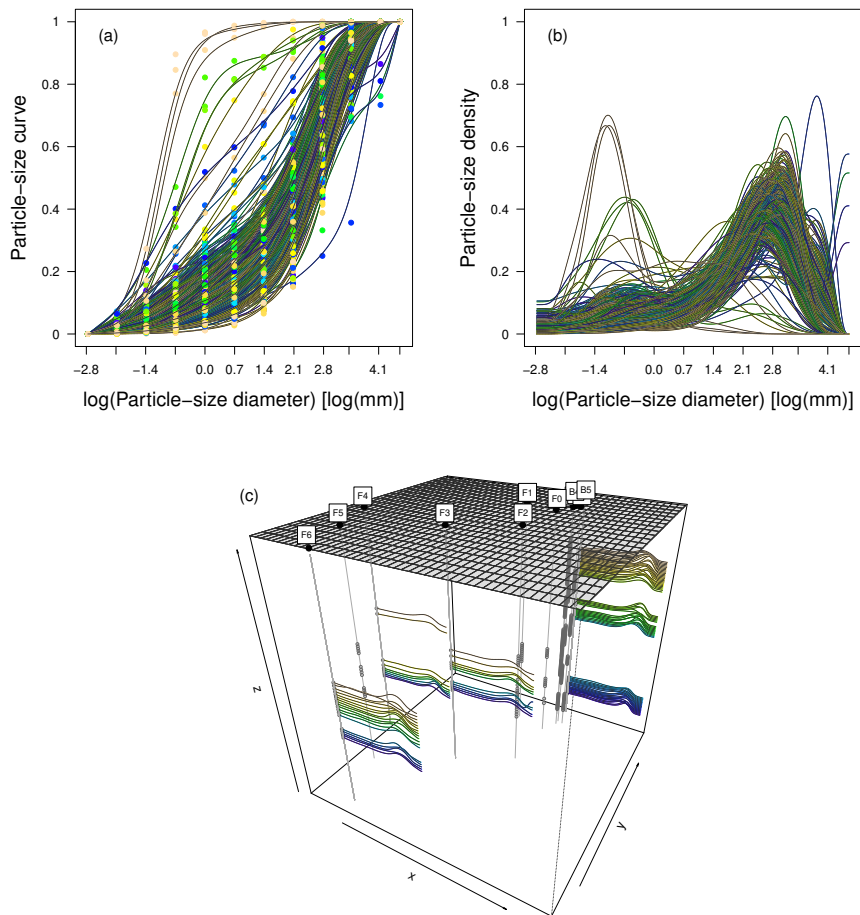 (a)
Particle−size curve
0
0.2
0.4
0.6
0.8
1
−2.8
−1.4
0.0
0.7
1.4
2.1
2.8
4.1
log(Particle−size diameter) [log(mm)]
(b)
Particle−size density
0
0.2
0.4
0.6
0.8
1
−2.8
−1.4
0.0
0.7
1.4
2.1
2.8
4.1
log(Particle−size diameter) [log(mm)]
(c)
F1
B5
F4
F0
F5
F3
F2
F6
z
y
x